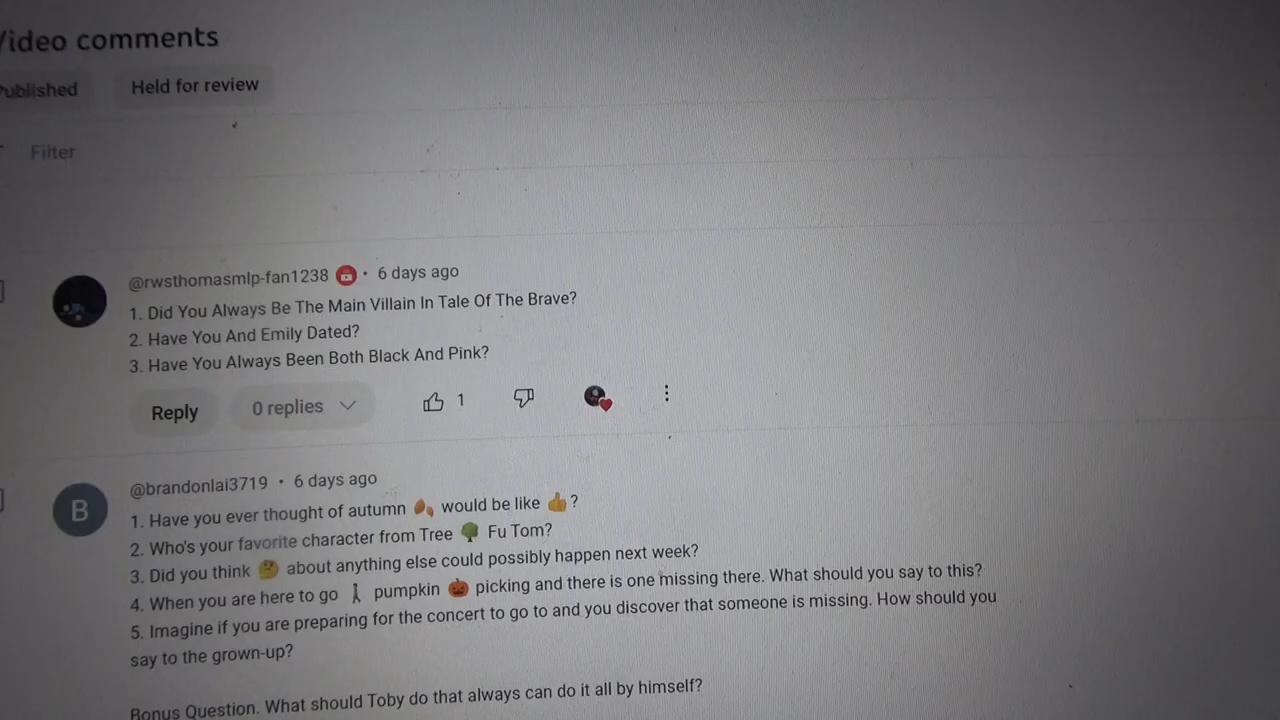 Video comments
Published Held for review
Filter
@rwsthomasmlp-fan1238 • 6 days ago
1. Did You Always Be The Main Villain In Tale Of The Brave?
2. Have You And Emily Dated?
3. Have You Always Been Both Black And Pink?
Reply 0 replies 1
@brandonlai3719 • 6 days ago
B
1. Have you ever thought of autumn 🍂 would be like 👍?
2. Who's your favorite character from Tree 🌳 Fu Tom?
3. Did you think 🤔 about anything else could possibly happen next week?
4. When you are here to go 🚶 pumpkin 🎃 picking and there is one missing there. What should you say to this?
5. Imagine if you are preparing for the concert to go to and you discover that someone is missing. How should you
say to the grown-up?
Bonus Question. What should Toby do that always can do it all by himself?